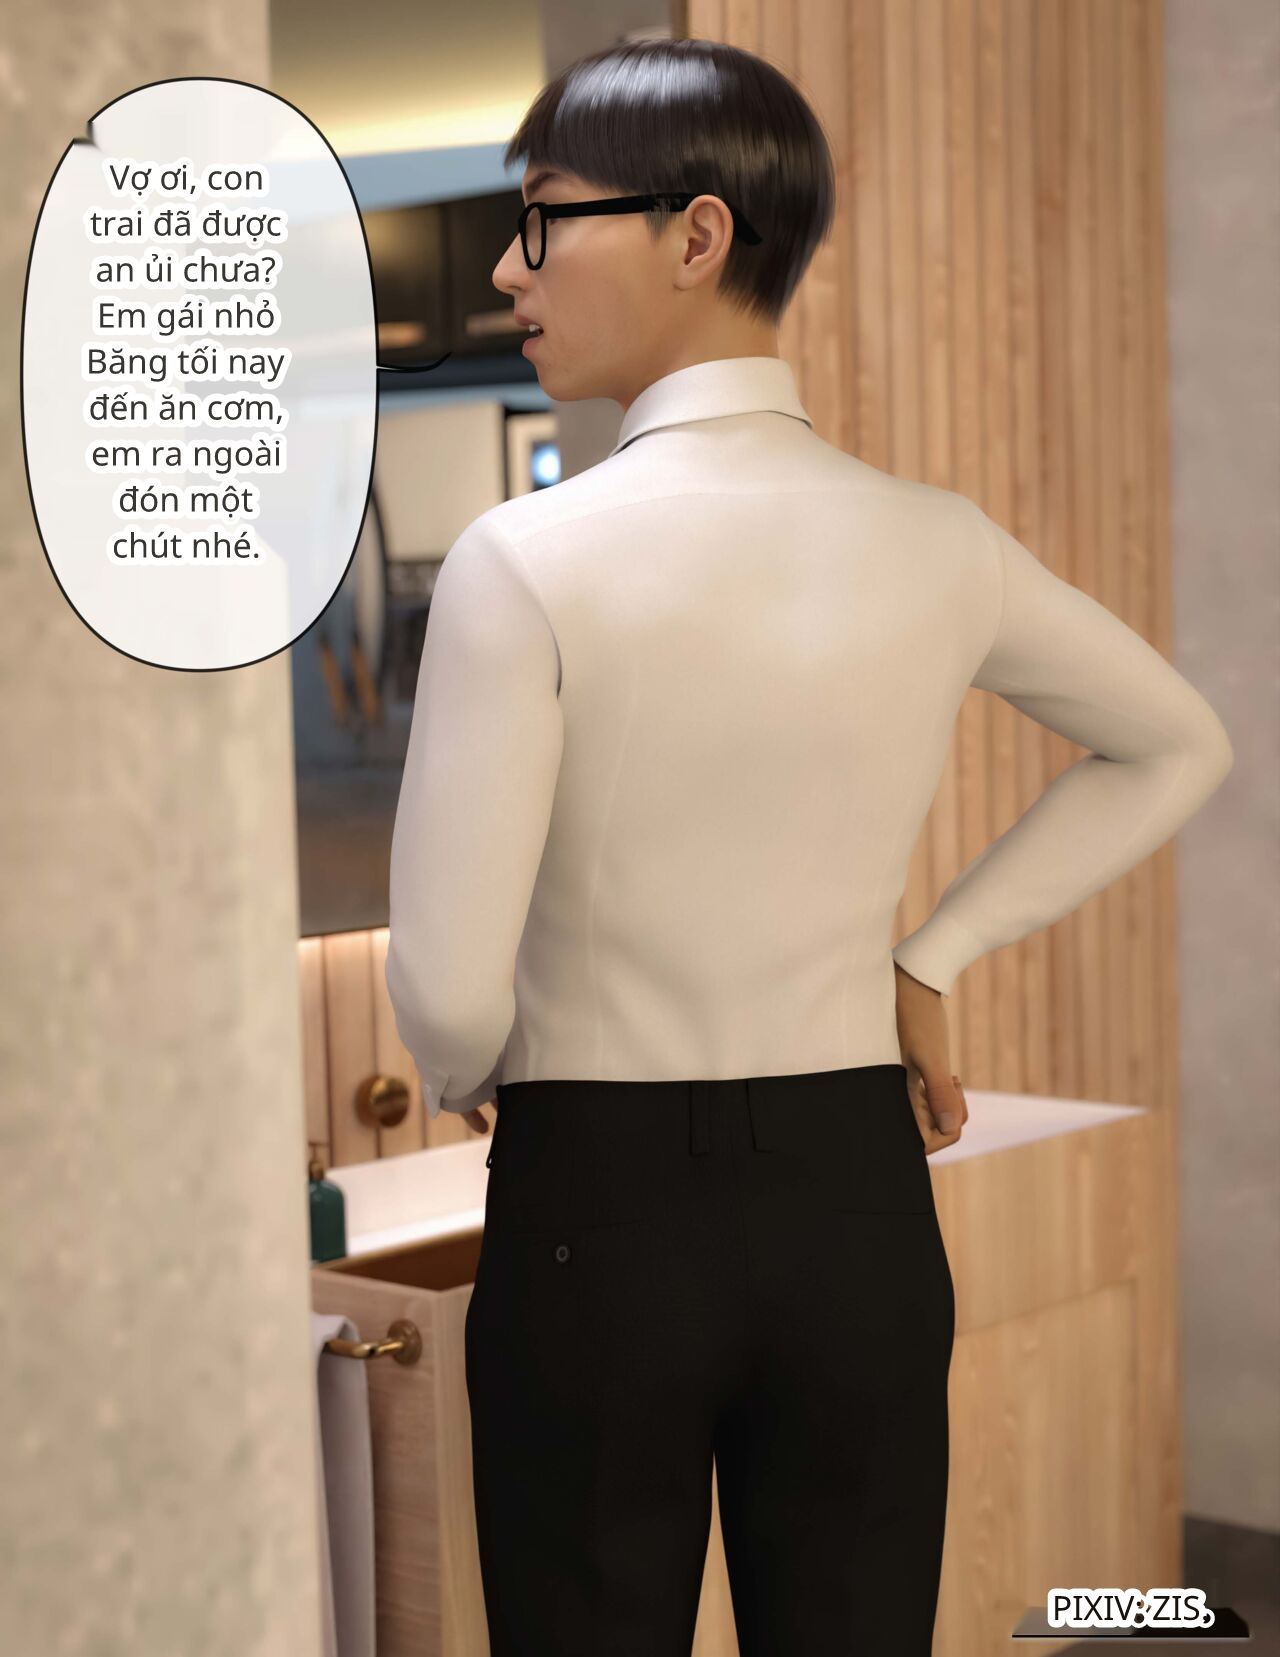 Vợ ơi, con
trai đã được
an ủi chưa?
Em gái nhỏ
Băng tối nay
đến ăn cơm,
em ra ngoài
đón một
chút nhé.
PIXIV: ZIS,